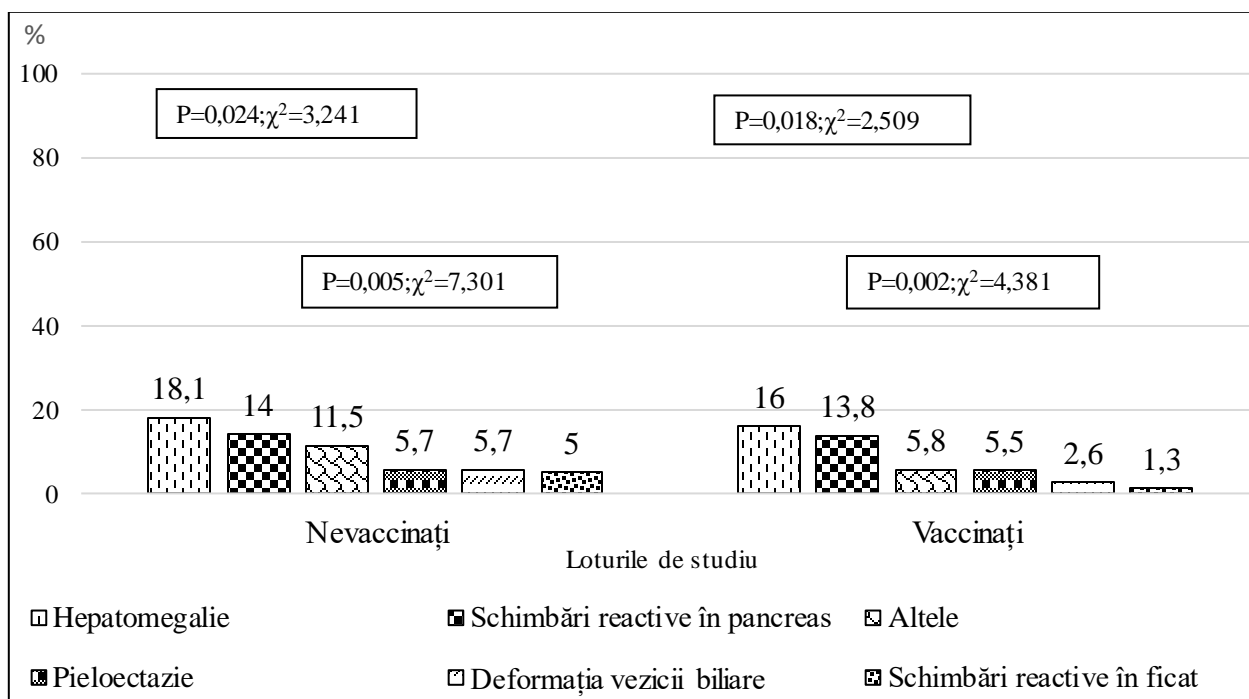 %
100
P=0,024;χ²=3,241
P=0,018;χ²=2,509
80
60
P=0,005;χ²=7,301
P=0,002;χ²=4,381
40
18,1 14 11,5 5,7 5,7 5
16 13,8 5,8 5,5 2,6 1,3
20
0
Nevaccinați Vaccinați
Loturile de studiu
Hepatomegalie Schimbări reactive în pancreas Altele
Pieloectazie Deformația vezicii biliare Schimbări reactive în ficat